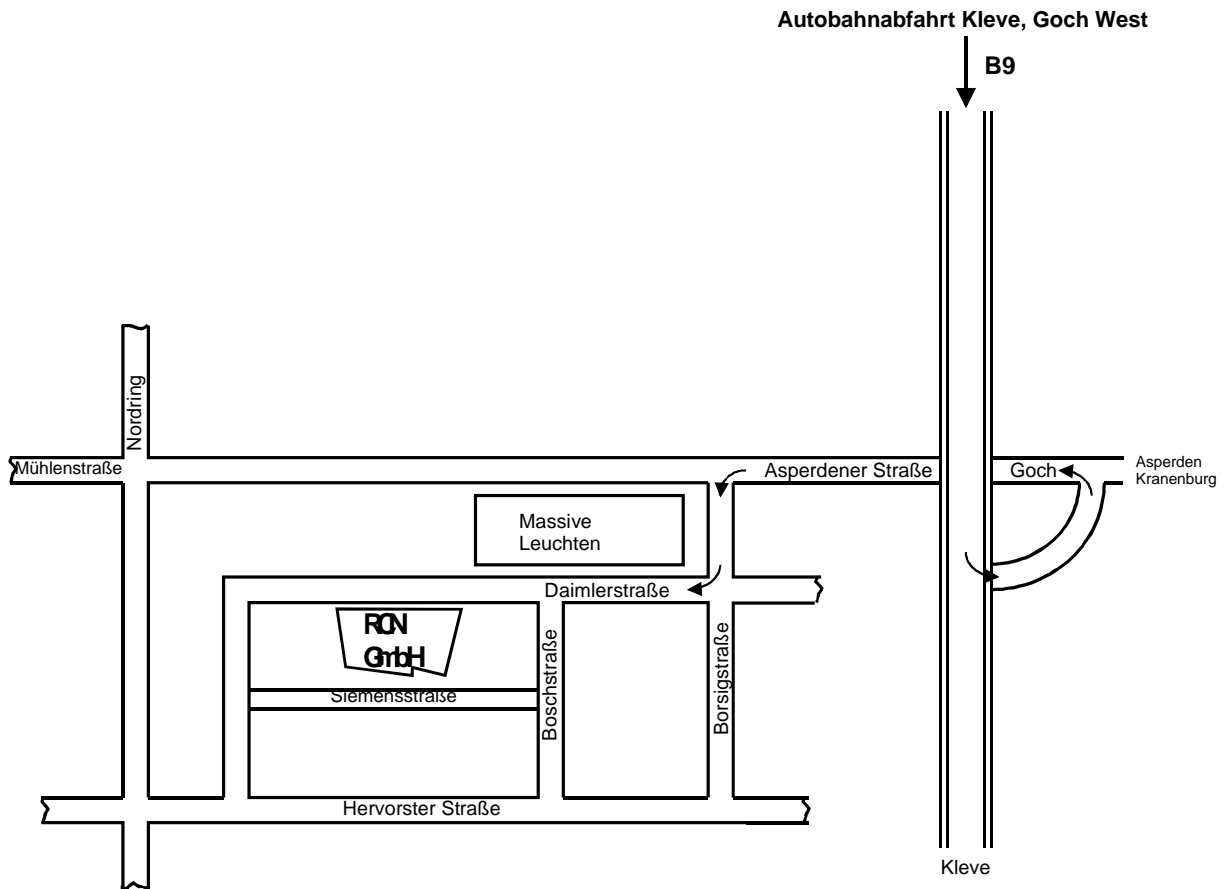 Autobahnabfahrt Kleve, Goch West
B9
Nordring
Mühlenstraße
Asperdener Straße
Goch
Asperden
Kranenburg
Massive
Leuchten
Daimlerstraße
RCN
GmbH
Siemensstraße
Boschstraße
Borsigstraße
Hervorster Straße
Kleve